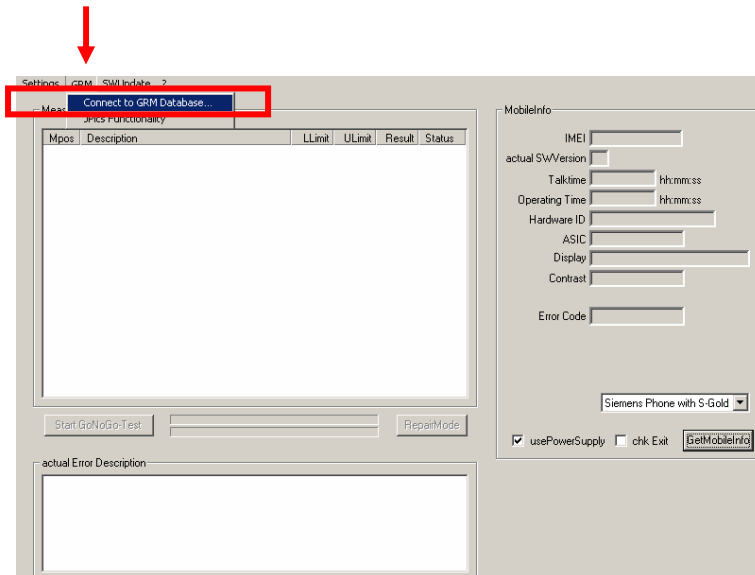 Settings GRM SWUpdate ?
Connect to GRM Database...
JPICS Functionality
Meas
Mpos Description LLimit ULimit Result Status
Start GoNoGo-Test
RepairMode
actual Error Description
MobileInfo
IMEI
actual SWVersion
Talktime hh:mm:ss
Operating Time hh:mm:ss
Hardware ID
ASIC
Display
Contrast
Error Code
Siemens Phone with S-Gold
usePowerSupply chk Exit GetMobileInfo